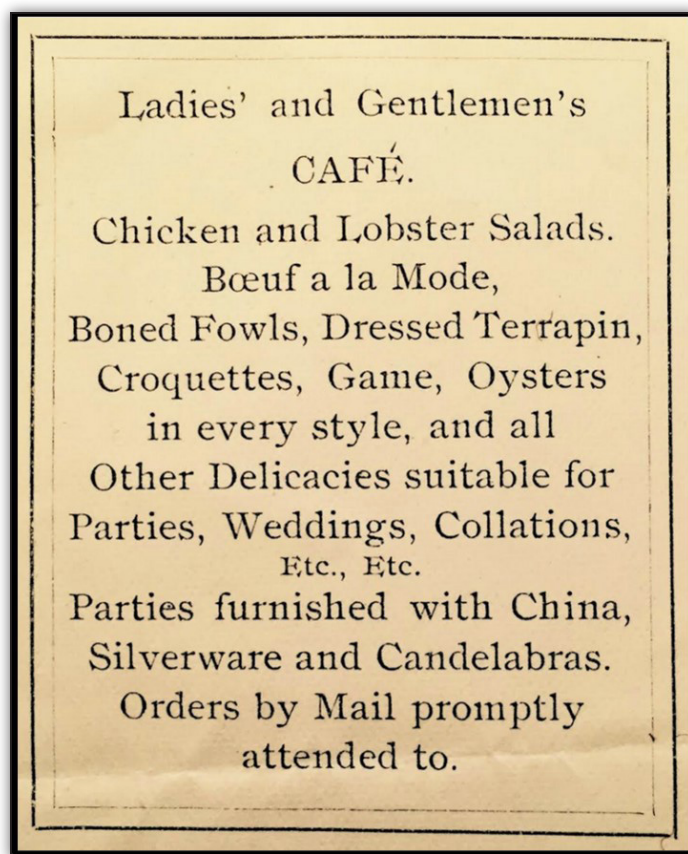 Ladies' and Gentlemen's
CAFÉ.
Chicken and Lobster Salads.
Bœuf a la Mode,
Boned Fowls, Dressed Terrapin,
Croquettes, Game, Oysters
in every style, and all
Other Delicacies suitable for
Parties, Weddings, Collations,
Etc., Etc.
Parties furnished with China,
Silverware and Candelabras.
Orders by Mail promptly
attended to.